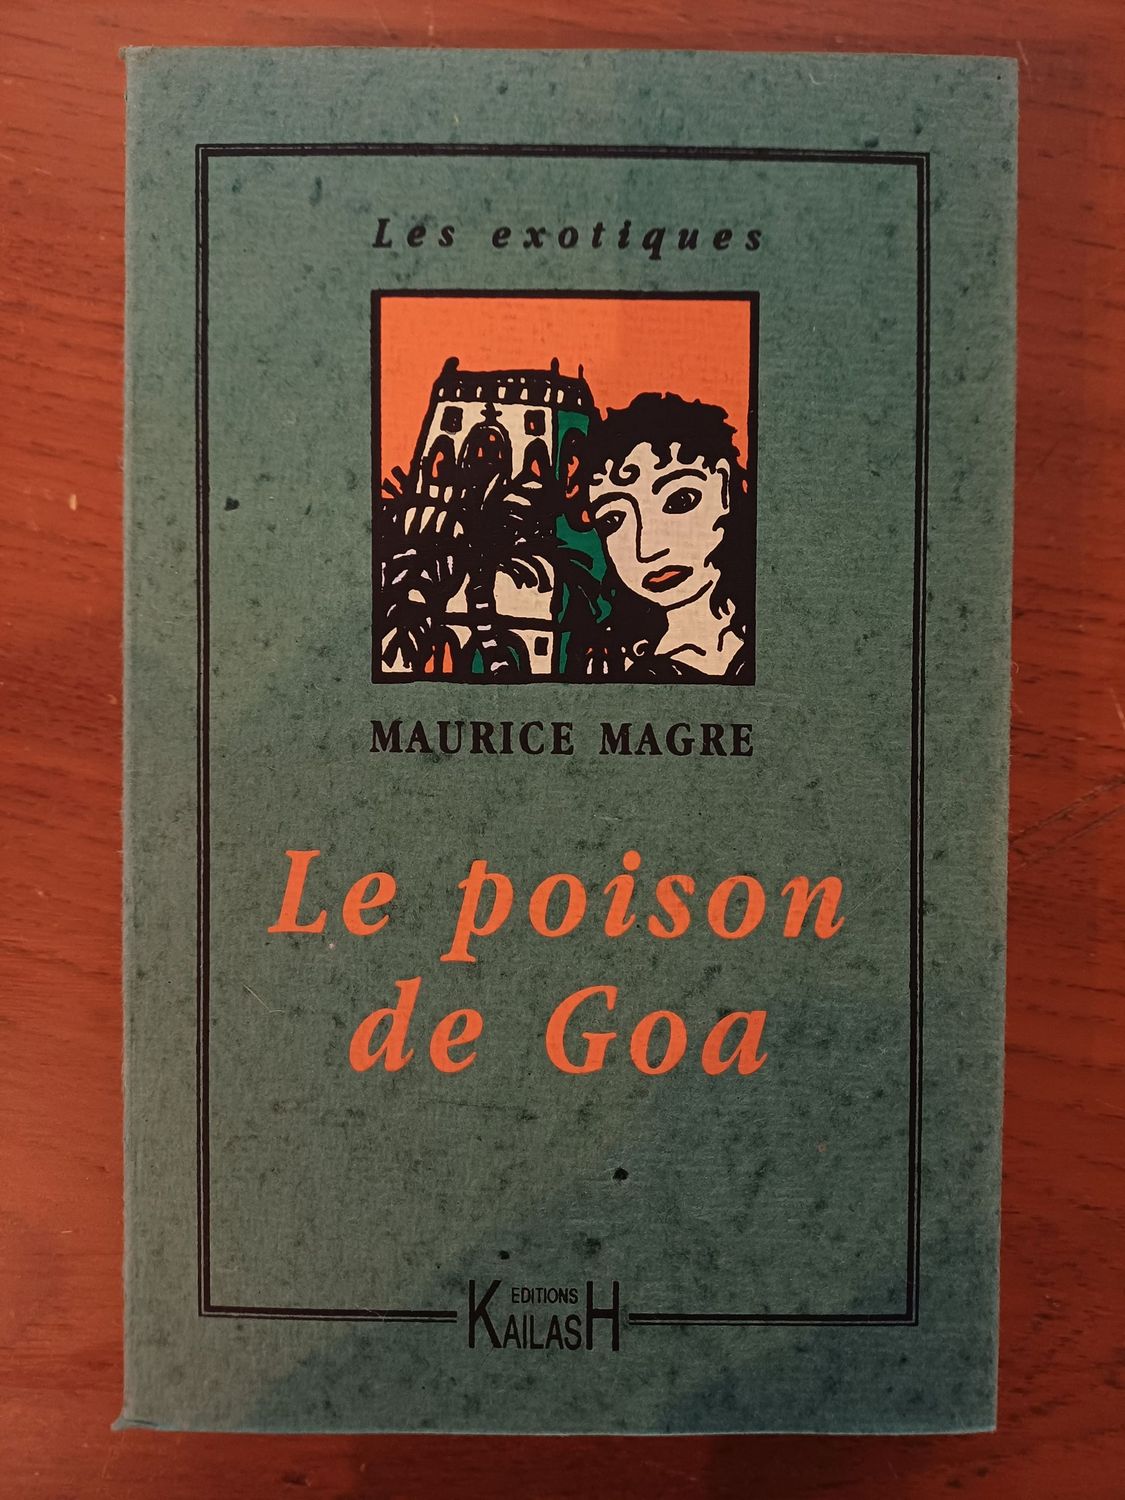 Les exotiques
MAURICE MAGRE
Le poison
de Goa
EDITIONS
KAILASH